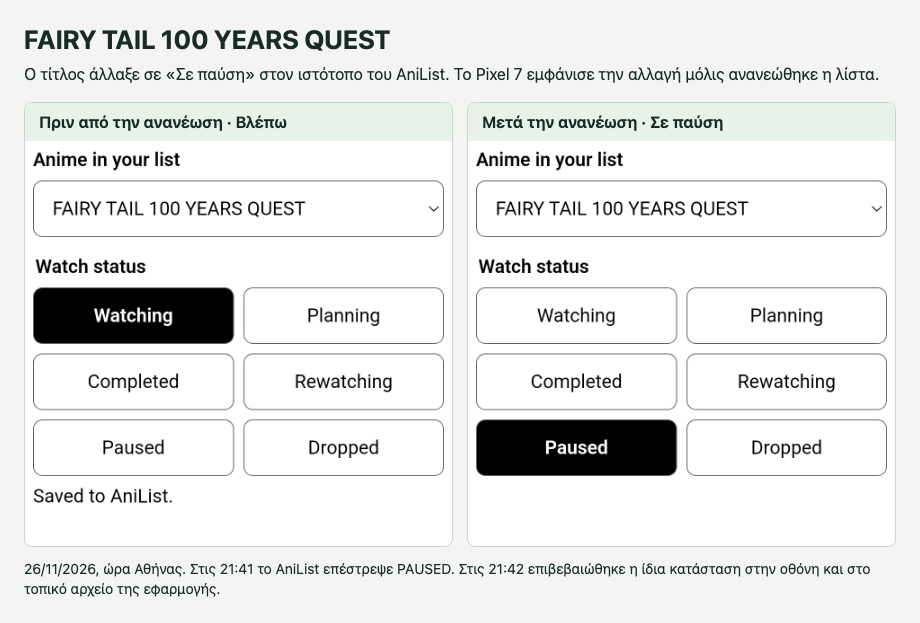 FAIRY TAIL 100 YEARS QUEST
Ο τίτλος άλλαξε σε «Σε παύση» στον ιστότοπο του AniList. Το Pixel 7 εμφάνισε την αλλαγή μόλις ανανεώθηκε η λίστα.
Πριν από την ανανέωση · Βλέπω
Anime in your list
FAIRY TAIL 100 YEARS QUEST
Watch status
Watching
Planning
Completed
Rewatching
Paused
Dropped
Saved to AniList.
Μετά την ανανέωση · Σε παύση
Anime in your list
FAIRY TAIL 100 YEARS QUEST
Watch status
Watching
Planning
Completed
Rewatching
Paused
Dropped
26/11/2026, ώρα Αθήνας. Στις 21:41 το AniList επέστρεψε PAUSED. Στις 21:42 επιβεβαιώθηκε η ίδια κατάσταση στην οθόνη και στο
τοπικό αρχείο της εφαρμογής.